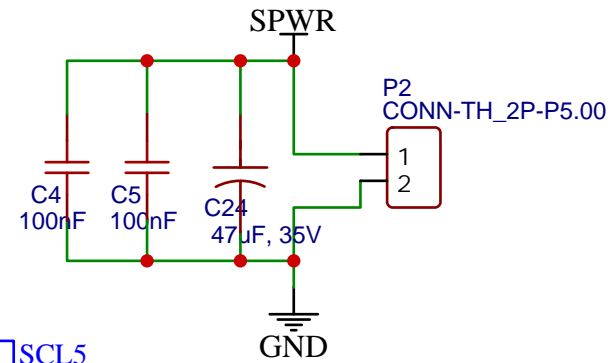 SPWR
P2
CONN-TH_2P-P5.00
1
2
C4
100nF
C5
100nF
C24
47uF, 35V
GND
SCL5